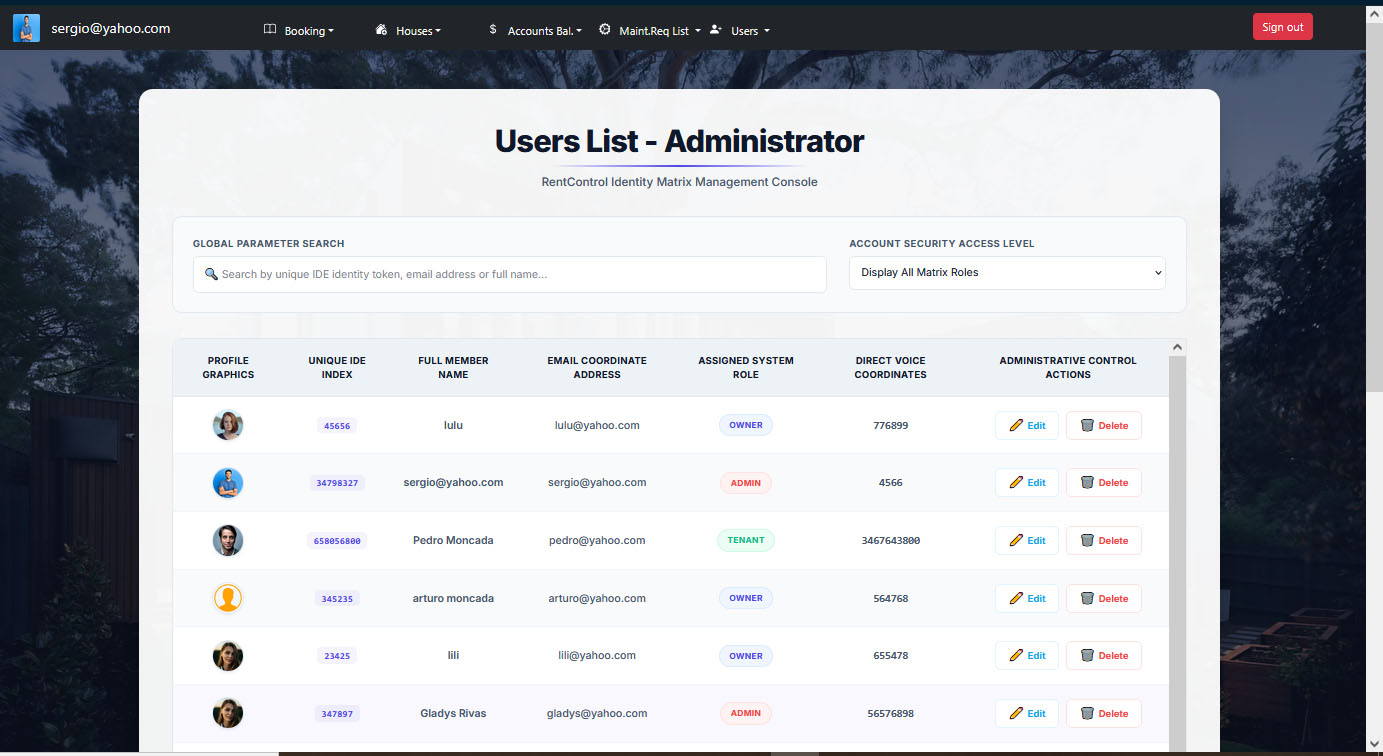 sergio@yahoo.com Booking Houses $ Accounts Bal. Maint.Req List Users Sign out
Users List - Administrator
RentControl Identity Matrix Management Console
GLOBAL PARAMETER SEARCH ACCOUNT SECURITY ACCESS LEVEL
Search by unique IDE identity token, email address or full name... Display All Matrix Roles
PROFILE GRAPHICS UNIQUE IDE INDEX FULL MEMBER NAME EMAIL COORDINATE ADDRESS ASSIGNED SYSTEM ROLE DIRECT VOICE COORDINATES ADMINISTRATIVE CONTROL ACTIONS
45656 lulu lulu@yahoo.com OWNER 776899 Edit Delete
34798327 sergio@yahoo.com sergio@yahoo.com ADMIN 4566 Edit Delete
658056800 Pedro Moncada pedro@yahoo.com TENANT 3467643800 Edit Delete
345235 arturo moncada arturo@yahoo.com OWNER 564768 Edit Delete
23425 lili lili@yahoo.com OWNER 655478 Edit Delete
347897 Gladys Rivas gladys@yahoo.com ADMIN 56576898 Edit Delete